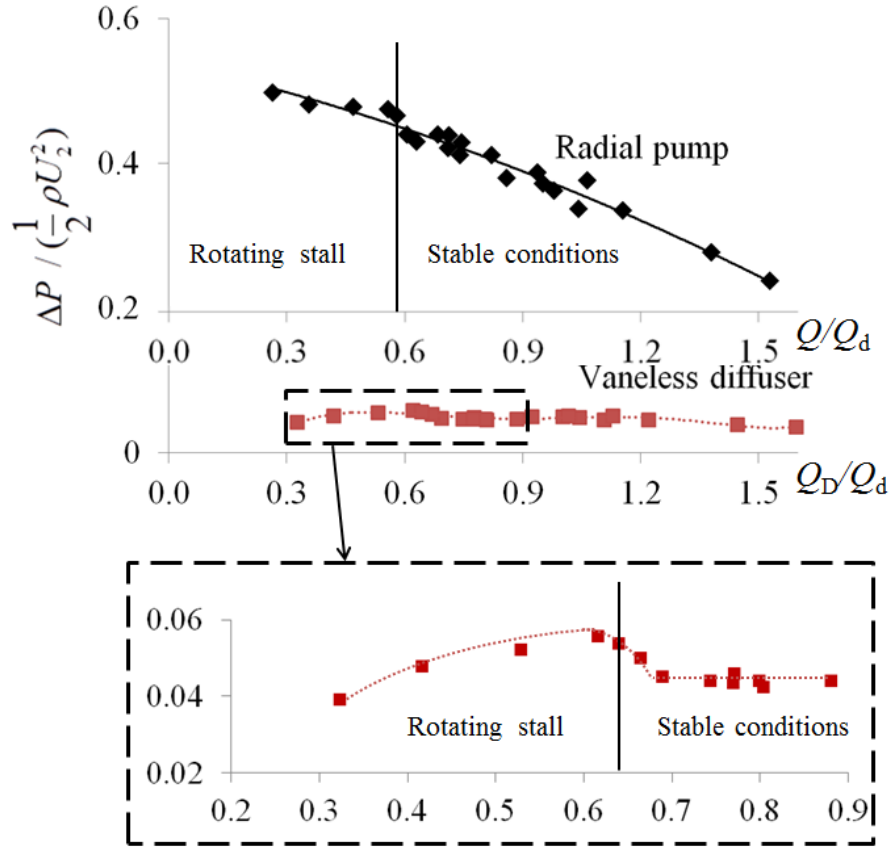 0.6
ΔP / (1/2 ρU₂²)
0.4
Radial pump
Rotating stall
Stable conditions
0.2
0.0 0.3 0.6 0.9 1.2 1.5 Q/Qd
Vaneless diffuser
0
0.0 0.3 0.6 0.9 1.2 1.5 QD/Qd
0.06
0.04
Rotating stall
Stable conditions
0.02
0.2 0.3 0.4 0.5 0.6 0.7 0.8 0.9